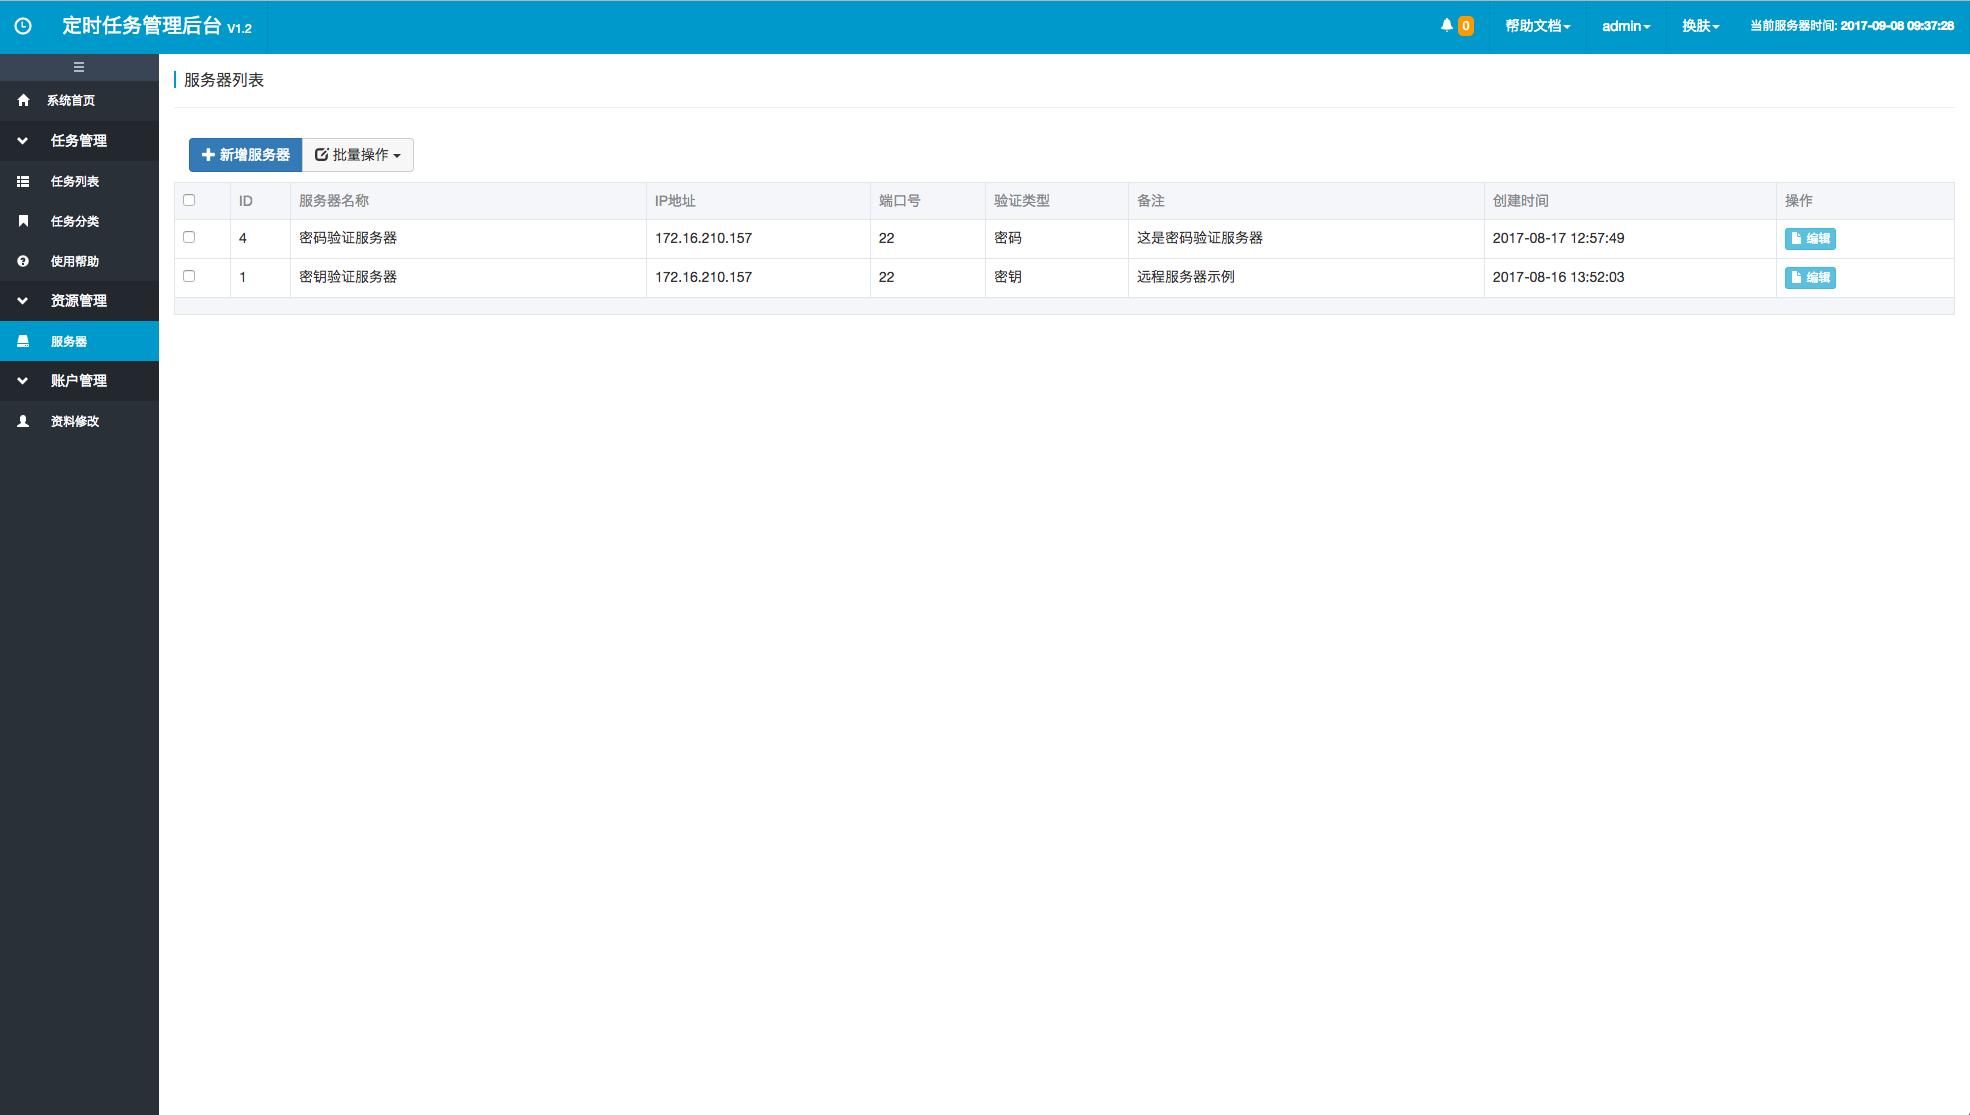 定时任务管理后台 V1.2
0
帮助文档
admin
换肤
当前服务器时间: 2017-09-08 09:37:28
系统首页
任务管理
任务列表
任务分类
使用帮助
资源管理
服务器
账户管理
资料修改
服务器列表
新增服务器 批量操作
ID 服务器名称 IP地址 端口号 验证类型 备注 创建时间 操作
4 密码验证服务器 172.16.210.157 22 密码 这是密码验证服务器 2017-08-17 12:57:49 编辑
1 密钥验证服务器 172.16.210.157 22 密钥 远程服务器示例 2017-08-16 13:52:03 编辑